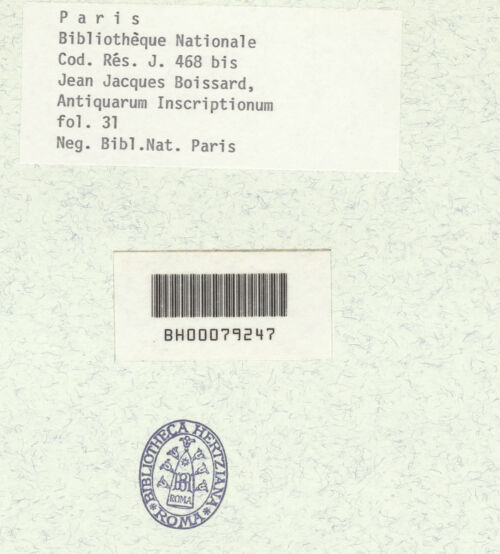 P a r i s
Bibliothèque Nationale
Cod. Rés. J. 468 bis
Jean Jacques Boissard,
Antiquarum Inscriptionum
fol. 31
Neg. Bibl.Nat. Paris
BH00079247
BIBLIOTHECA HERTZIANA
BH
ROMA
* ROMA *